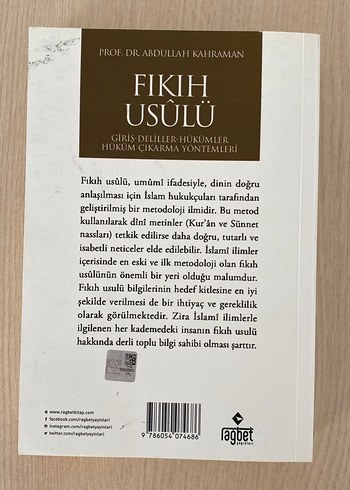 PROF. DR. ABDULLAH KAHRAMAN
FIKIH
USÛLÜ
GİRİŞ-DELİLLER-HÜKÜMLER
HÜKÜM ÇIKARMA YÖNTEMLERİ
Fıkıh usûlü, umûmî ifadesiyle, dinin doğru
anlaşılması için İslam hukukçuları tarafından
geliştirilmiş bir metodoloji ilmidir. Bu metod
kullanılarak dînî metinler (Kur'ân ve Sünnet
nassları) tetkik edilirse daha doğru, tutarlı ve
isabetli neticeler elde edilebilir. İslamî ilimler
içerisinde en eski ve ilk metodoloji olan fıkıh
usûlünün önemli bir yeri olduğu malumdur.
Fıkıh usûlü bilgilerinin hedef kitlesine en iyi
şekilde verilmesi de bir ihtiyaç ve gereklilik
olarak görülmektedir. Zira İslamî ilimlerle
ilgilenen her kademedeki insanın fıkıh usulü
hakkında derli toplu bilgi sahibi olması şarttır.
www.ragbetkitap.com
facebook.com/ragbetyayinlari
instagram.com/ragbetyayinlari
twitter.com/ragbetyayinlari
9 786054 074686
rağbet
yayınları